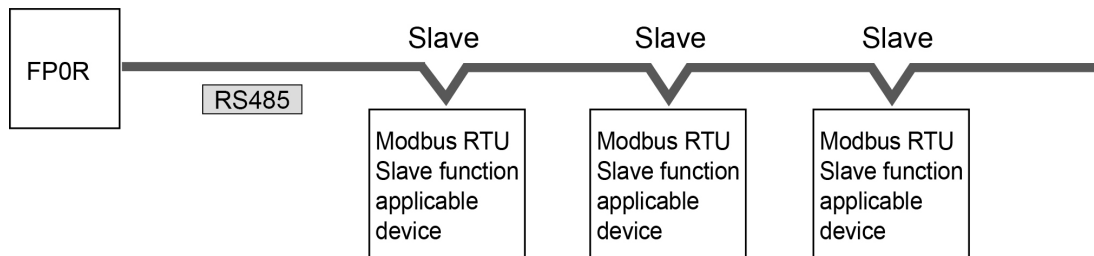 Slave
Slave
Slave
FP0R
RS485
Modbus RTU
Slave function
applicable
device
Modbus RTU
Slave function
applicable
device
Modbus RTU
Slave function
applicable
device